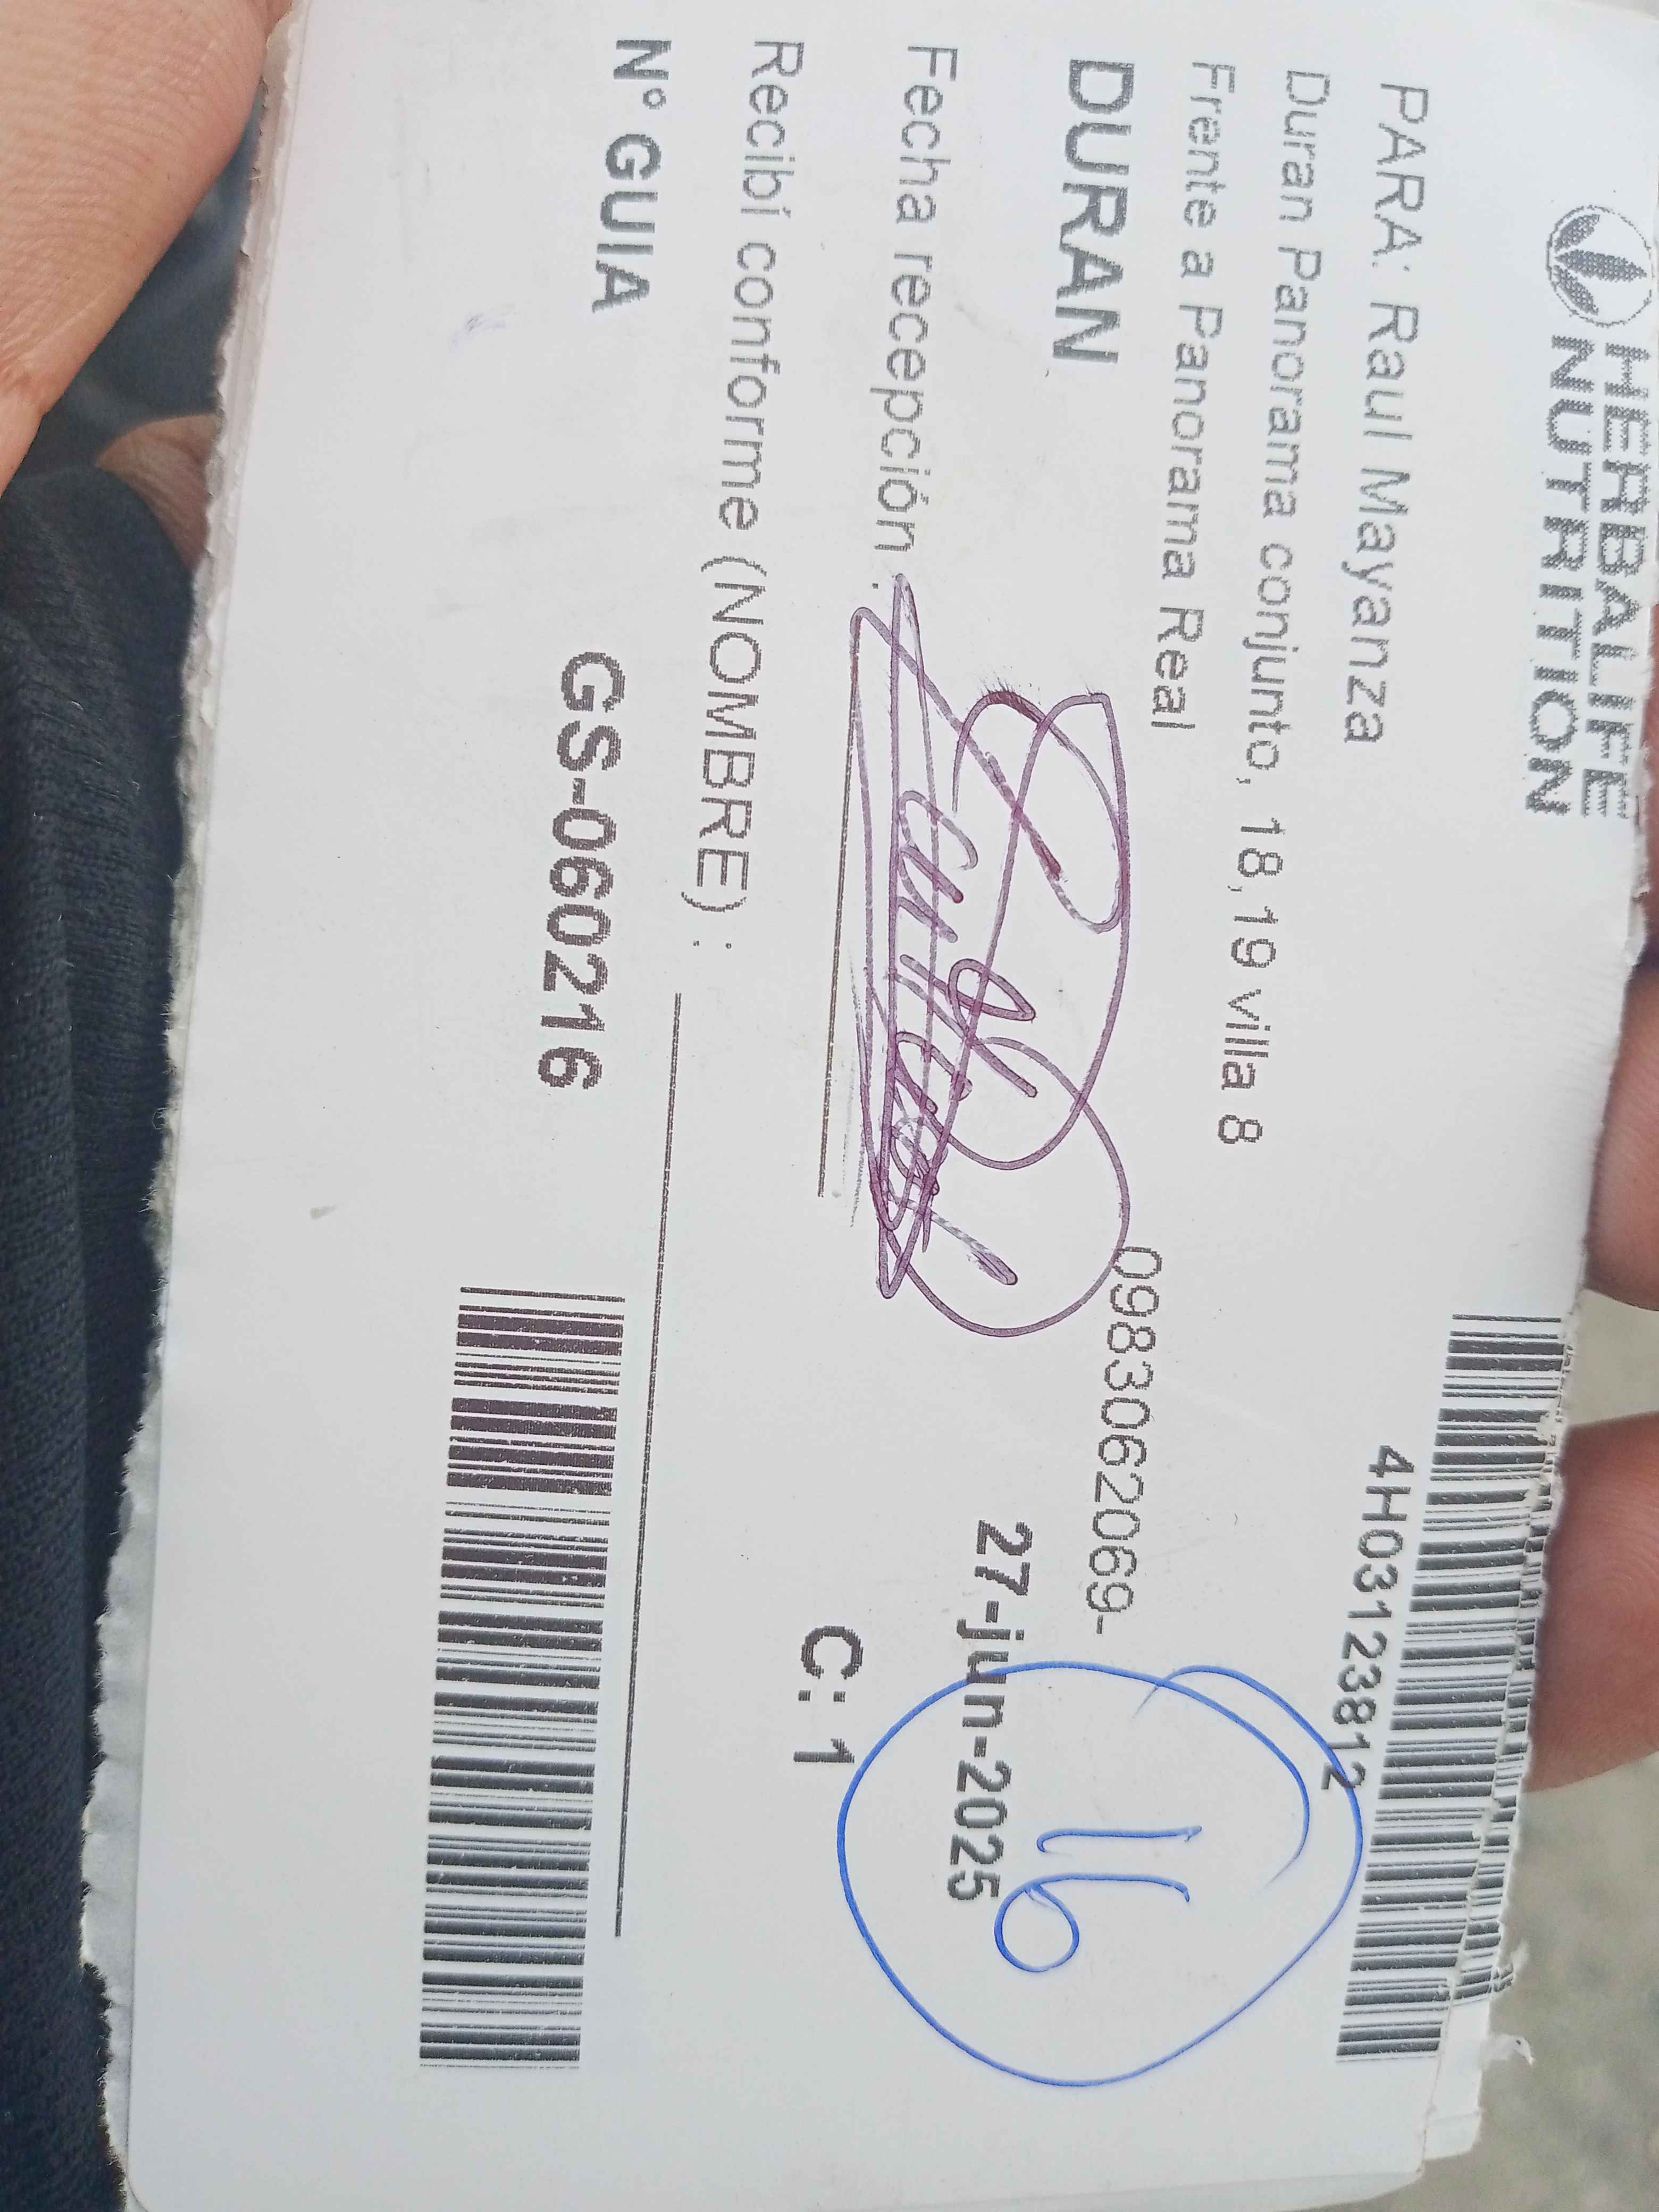 HERBALIFE
NUTRITION
4H03123812
PARA: Raul Mayanza
Duran Panorama conjunto, 18,19 villa 8
Frente a Panorama Real
0983062069-
16
DURAN
27-jun-2025
Fecha recepción :
C: 1
Recibí conforme (NOMBRE) :
N° GUIA
GS-060216